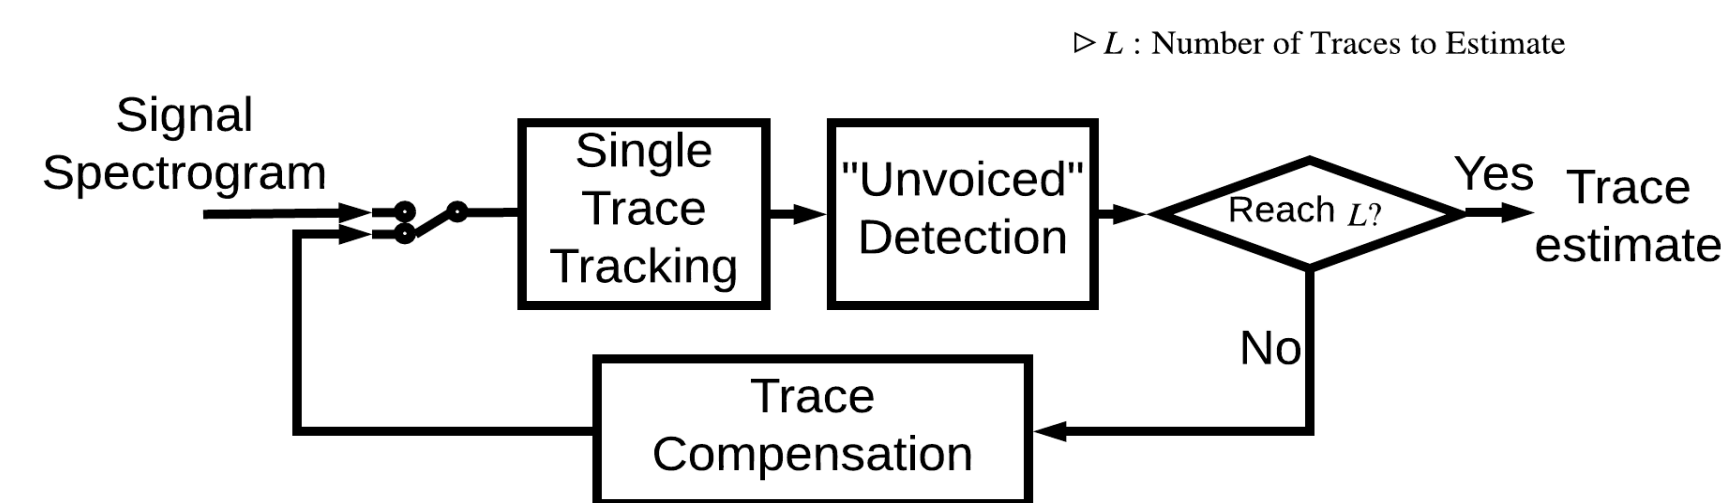 ▷ L : Number of Traces to Estimate
Signal
Spectrogram
Single
Trace
Tracking
"Unvoiced"
Detection
Reach L?
Yes
Trace
estimate
No
Trace
Compensation